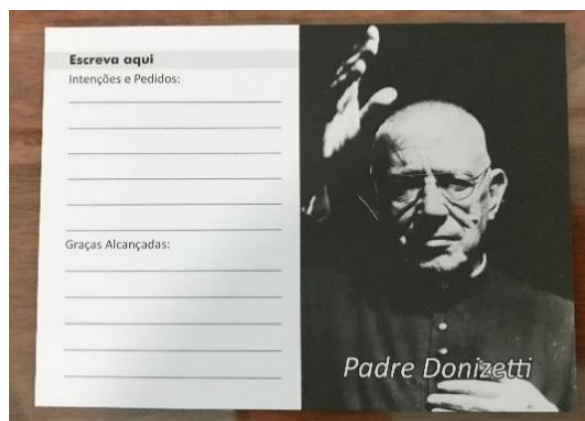 Escreva aqui
Intenções e Pedidos:
Graças Alcançadas:
Padre Donizetti